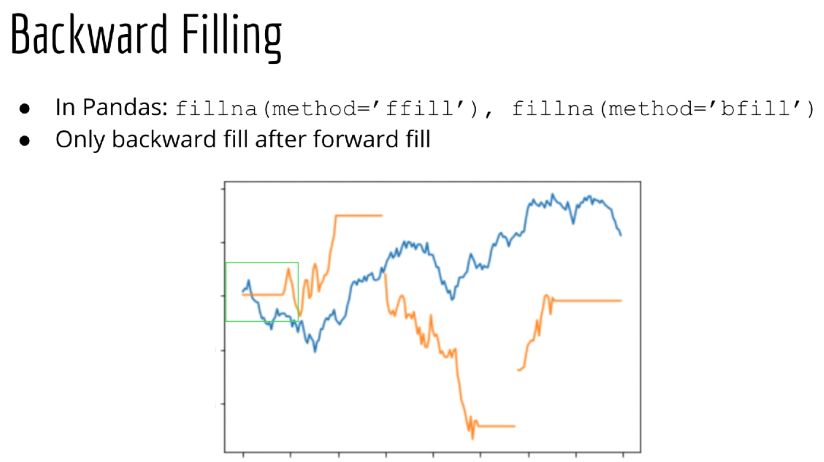 Backward Filling
● In Pandas: fillna(method=’ffill’), fillna(method=’bfill’)
● Only backward fill after forward fill